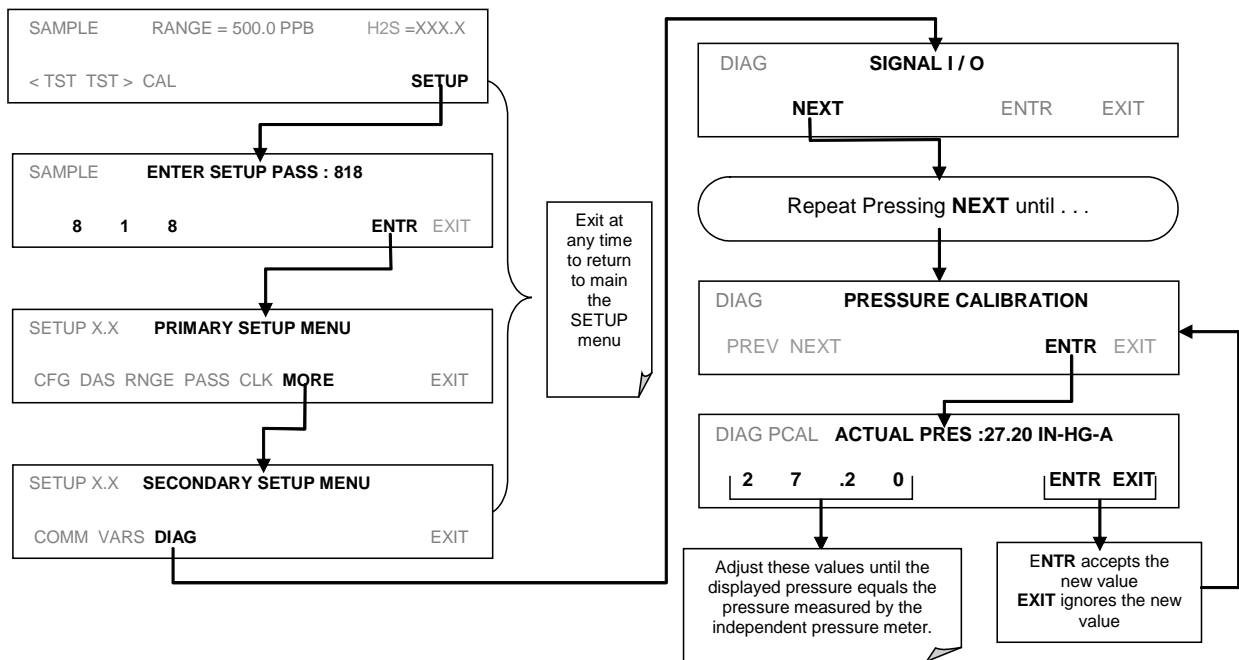 SAMPLE RANGE = 500.0 PPB H2S =XXX.X
< TST TST > CAL SETUP
SAMPLE ENTER SETUP PASS : 818
8 1 8 ENTR EXIT
SETUP X.X PRIMARY SETUP MENU
CFG DAS RNGE PASS CLK MORE EXIT
SETUP X.X SECONDARY SETUP MENU
COMM VARS DIAG EXIT
Exit at
any time
to return
to main
the
SETUP
menu
DIAG SIGNAL I / O
NEXT ENTR EXIT
Repeat Pressing NEXT until . . .
DIAG PRESSURE CALIBRATION
PREV NEXT ENTR EXIT
DIAG PCAL ACTUAL PRES :27.20 IN-HG-A
2 7 .2 0 ENTR EXIT
Adjust these values until the
displayed pressure equals the
pressure measured by the
independent pressure meter.
ENTR accepts the
new value
EXIT ignores the new
value